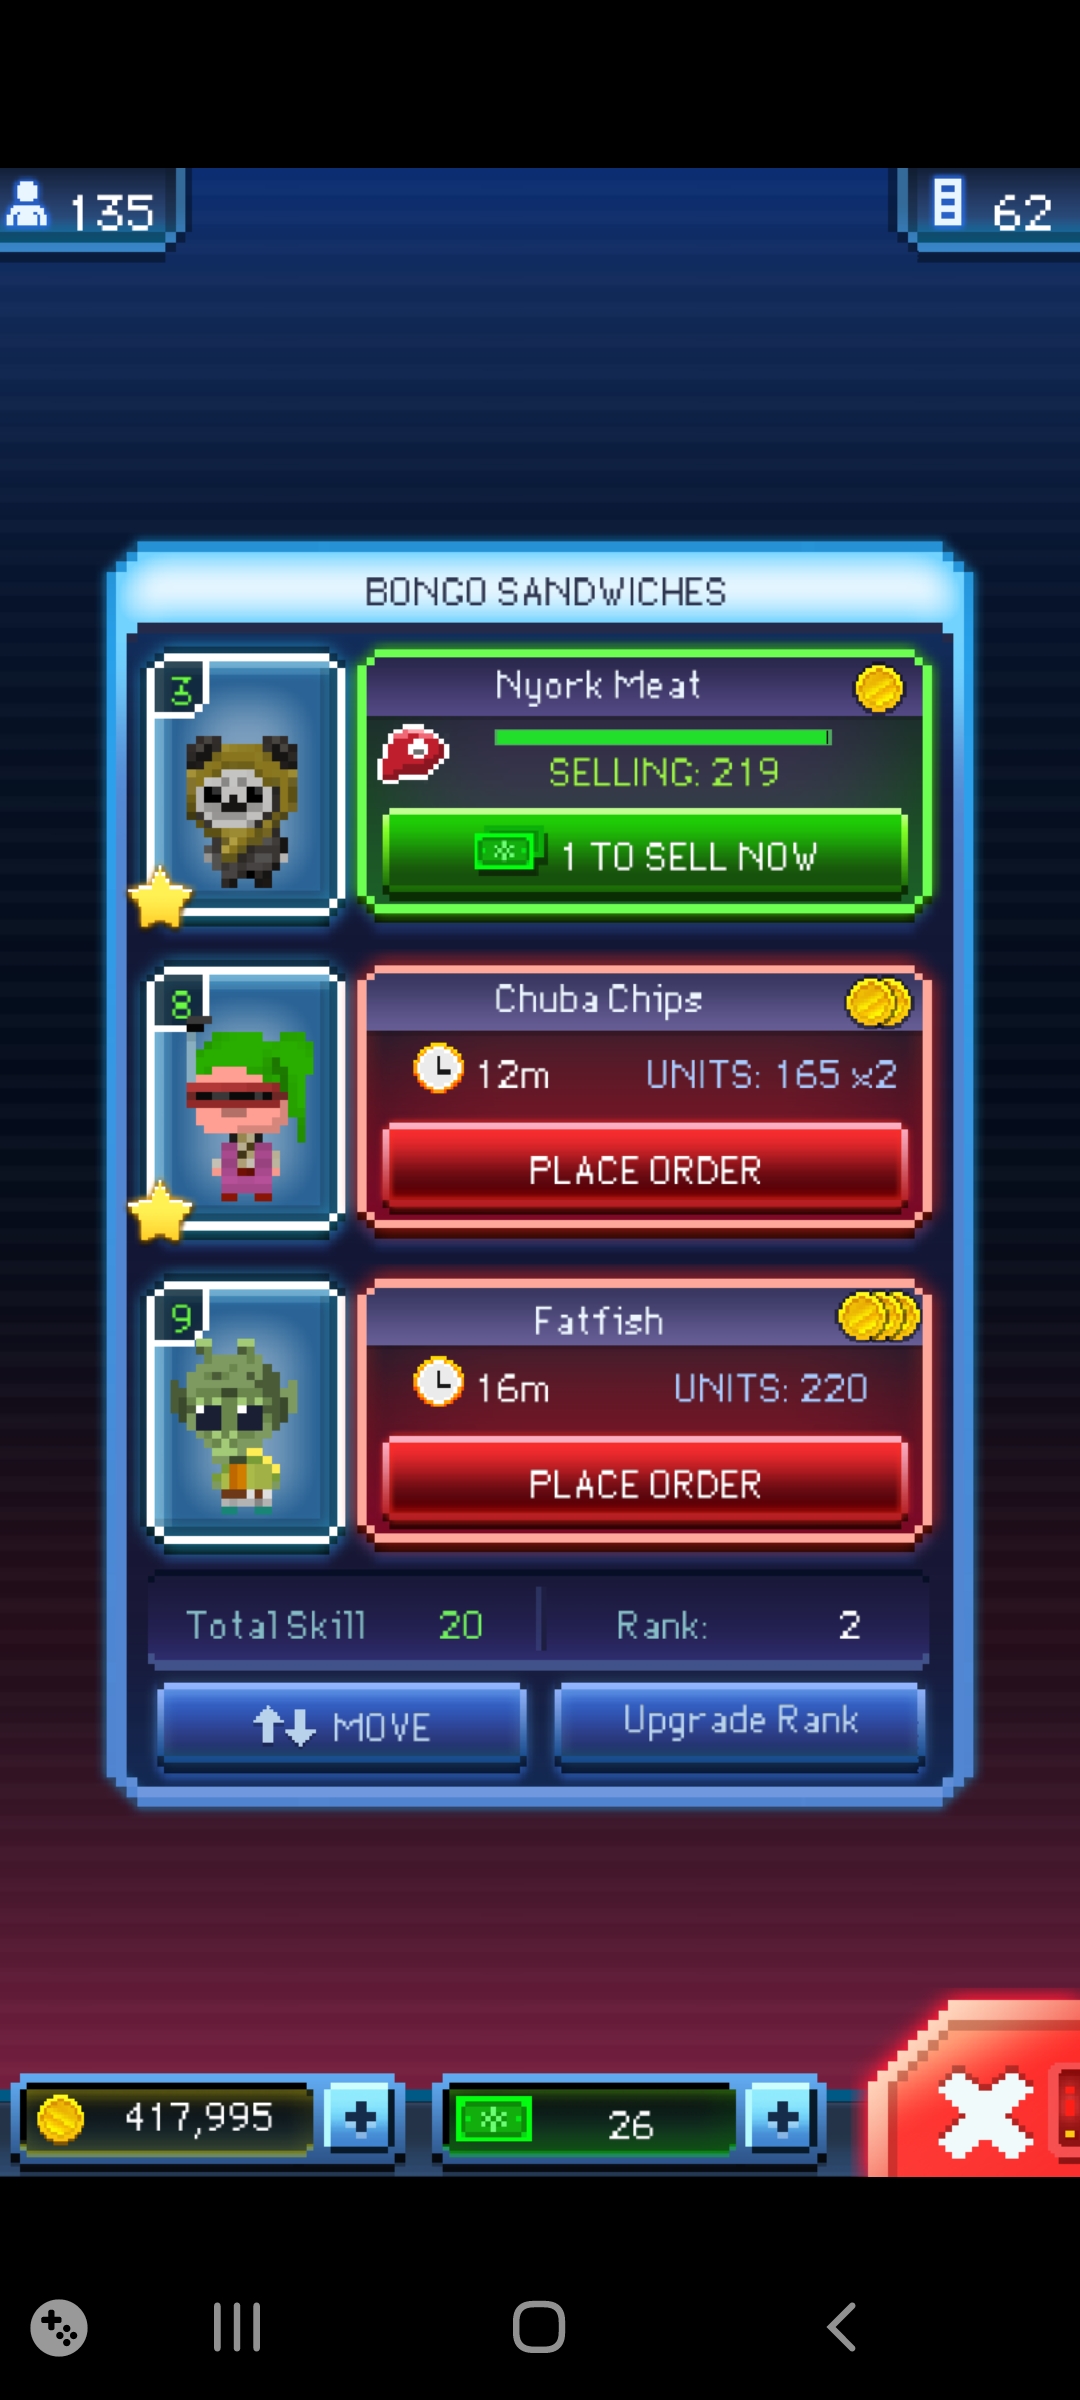 135
62
BONGO SANDWICHES
3
Nyork Meat
SELLING: 219
1 TO SELL NOW
8
Chuba Chips
12m UNITS: 165 x2
PLACE ORDER
9
Fatfish
16m UNITS: 220
PLACE ORDER
Total Skill 20 Rank: 2
MOVE
Upgrade Rank
417,995
26